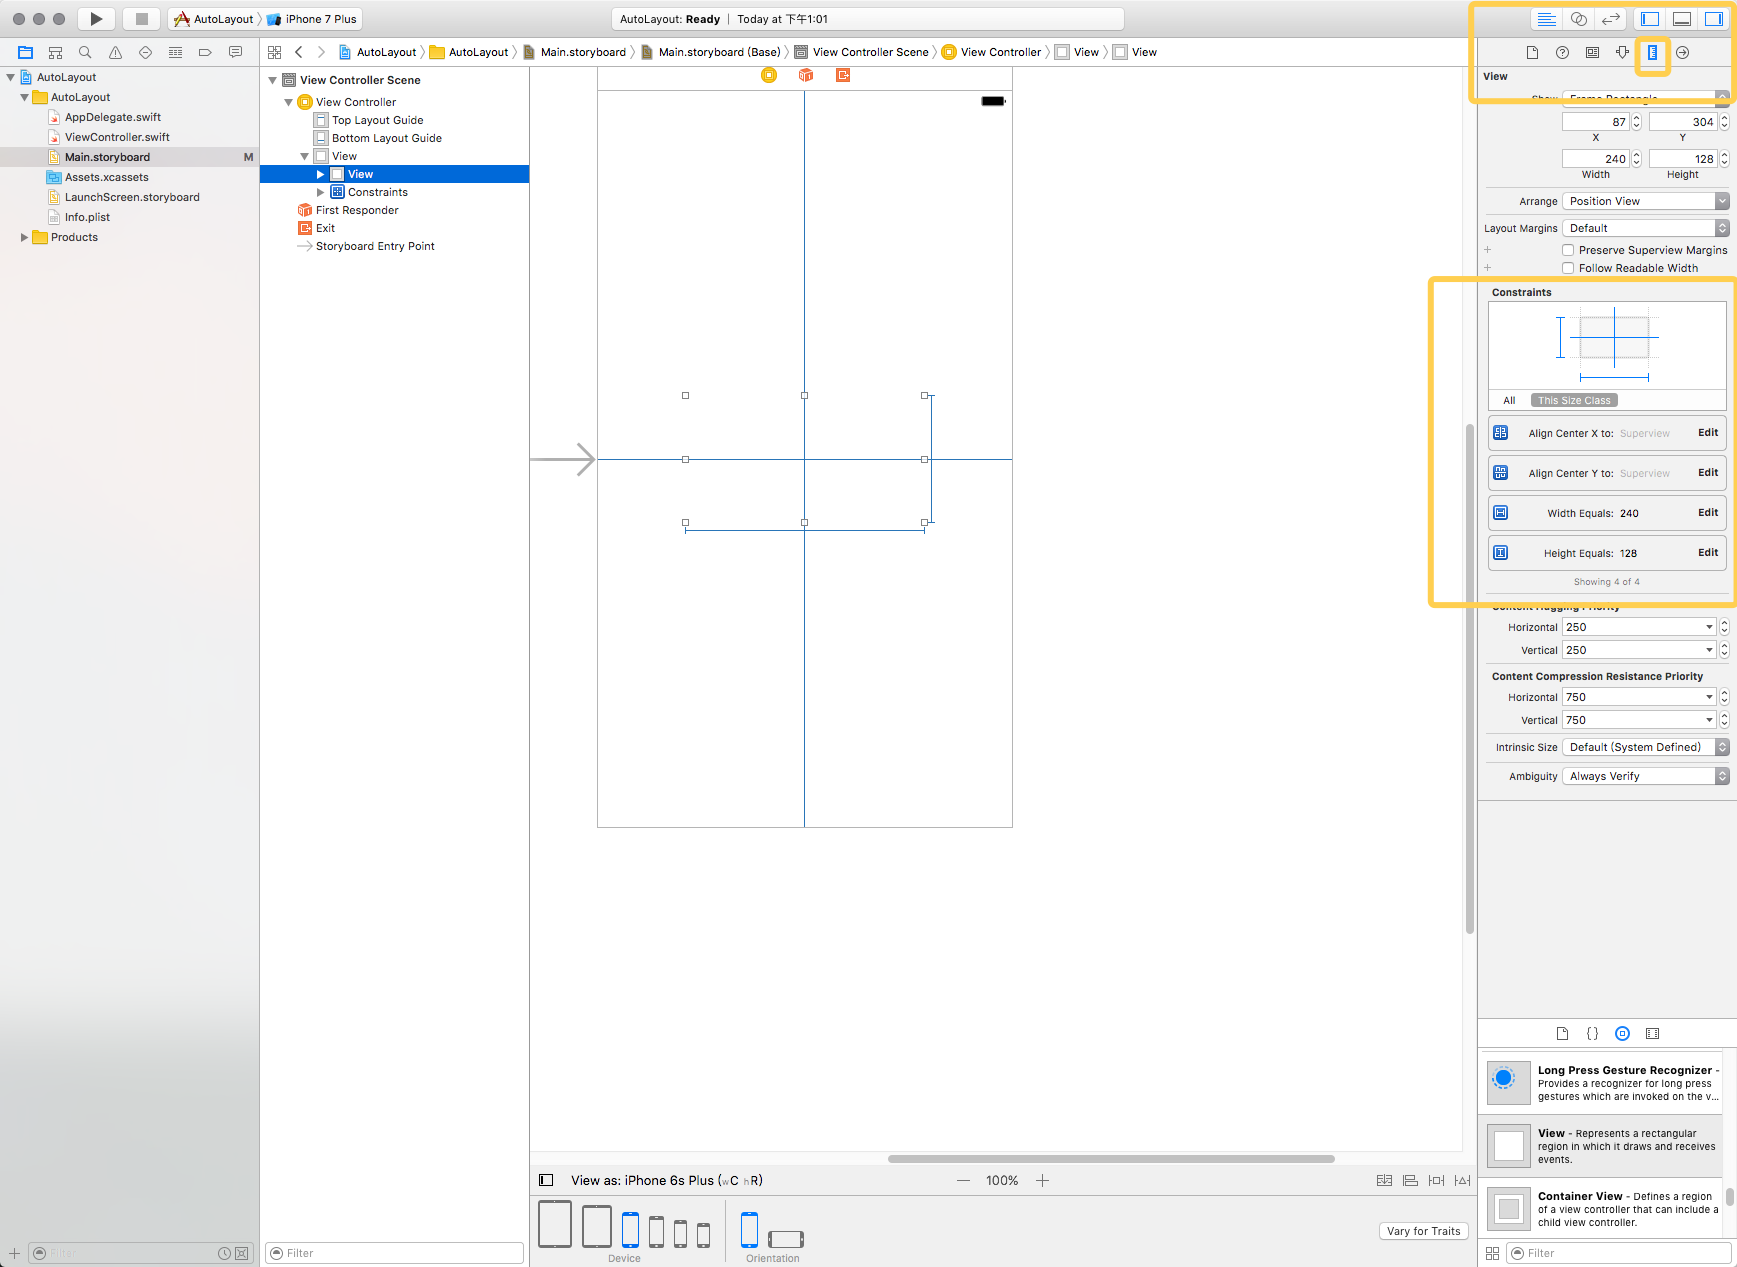 AutoLayout iPhone 7 Plus
AutoLayout: Ready | Today at 下午1:01
AutoLayout AutoLayout Main.storyboard Main.storyboard (Base) View Controller Scene View Controller View View
AutoLayout
AutoLayout
AppDelegate.swift
ViewController.swift
Main.storyboard M
Assets.xcassets
LaunchScreen.storyboard
Info.plist
Products
View Controller Scene
View Controller
Top Layout Guide
Bottom Layout Guide
View
View
Constraints
First Responder
Exit
Storyboard Entry Point
View
Show Frame Rectangle
87 304
X Y
240 128
Width Height
Arrange Position View
Layout Margins Default
+ Preserve Superview Margins
+ Follow Readable Width
Constraints
All This Size Class
Align Center X to: Superview Edit
Align Center Y to: Superview Edit
Width Equals: 240 Edit
Height Equals: 128 Edit
Showing 4 of 4
Content Hugging Priority
Horizontal 250
Vertical 250
Content Compression Resistance Priority
Horizontal 750
Vertical 750
Intrinsic Size Default (System Defined)
Ambiguity Always Verify
{ }
Long Press Gesture Recognizer -
Provides a recognizer for long press
gestures which are invoked on the v...
View - Represents a rectangular
region in which it draws and receives
events.
Container View - Defines a region
of a view controller that can include a
child view controller.
View as: iPhone 6s Plus (wC hR) — 100% +
Device Orientation
Vary for Traits
Filter
Filter
Filter